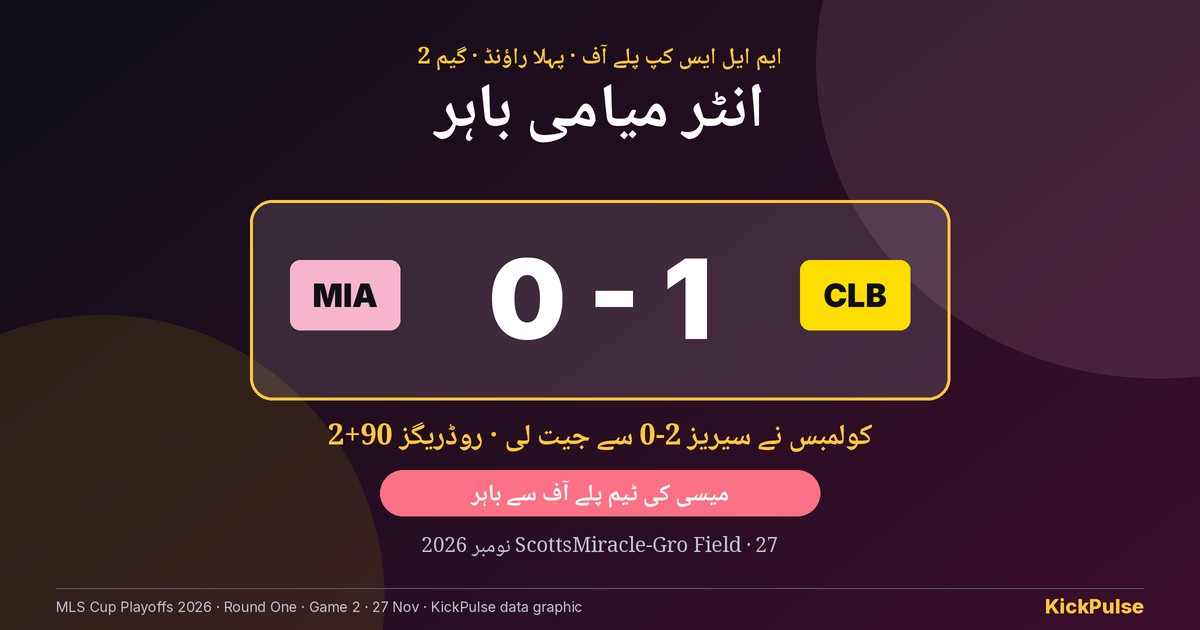 ایم ایل ایس کپ پلے آف · پہلا راؤنڈ · گیم 2
انٹر میامی باہر
MIA
0 - 1
CLB
کولمبس نے سیریز 2-0 سے جیت لی · روڈریگز 90+2
میسی کی ٹیم پلے آف سے باہر
ScottsMiracle-Gro Field · 27 نومبر 2026
MLS Cup Playoffs 2026 · Round One · Game 2 · 27 Nov · KickPulse data graphic
KickPulse